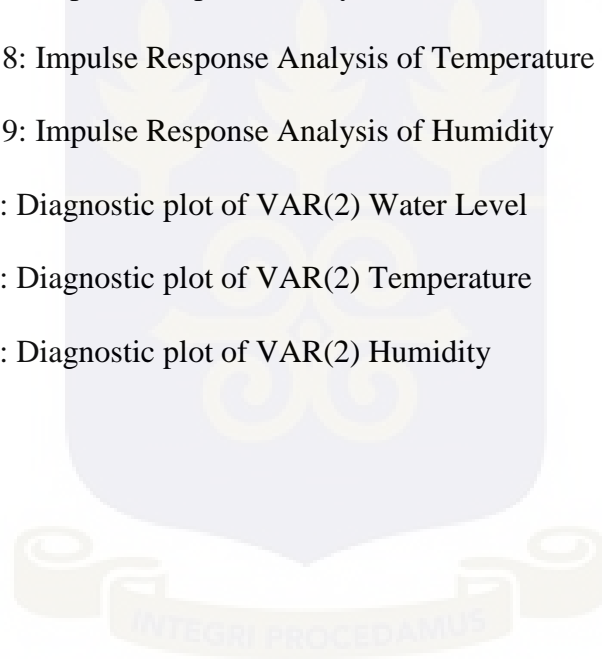 8: Impulse Response Analysis of Temperature
9: Impulse Response Analysis of Humidity
: Diagnostic plot of VAR(2) Water Level
: Diagnostic plot of VAR(2) Temperature
: Diagnostic plot of VAR(2) Humidity
INTEGRI PROCEDAMUS